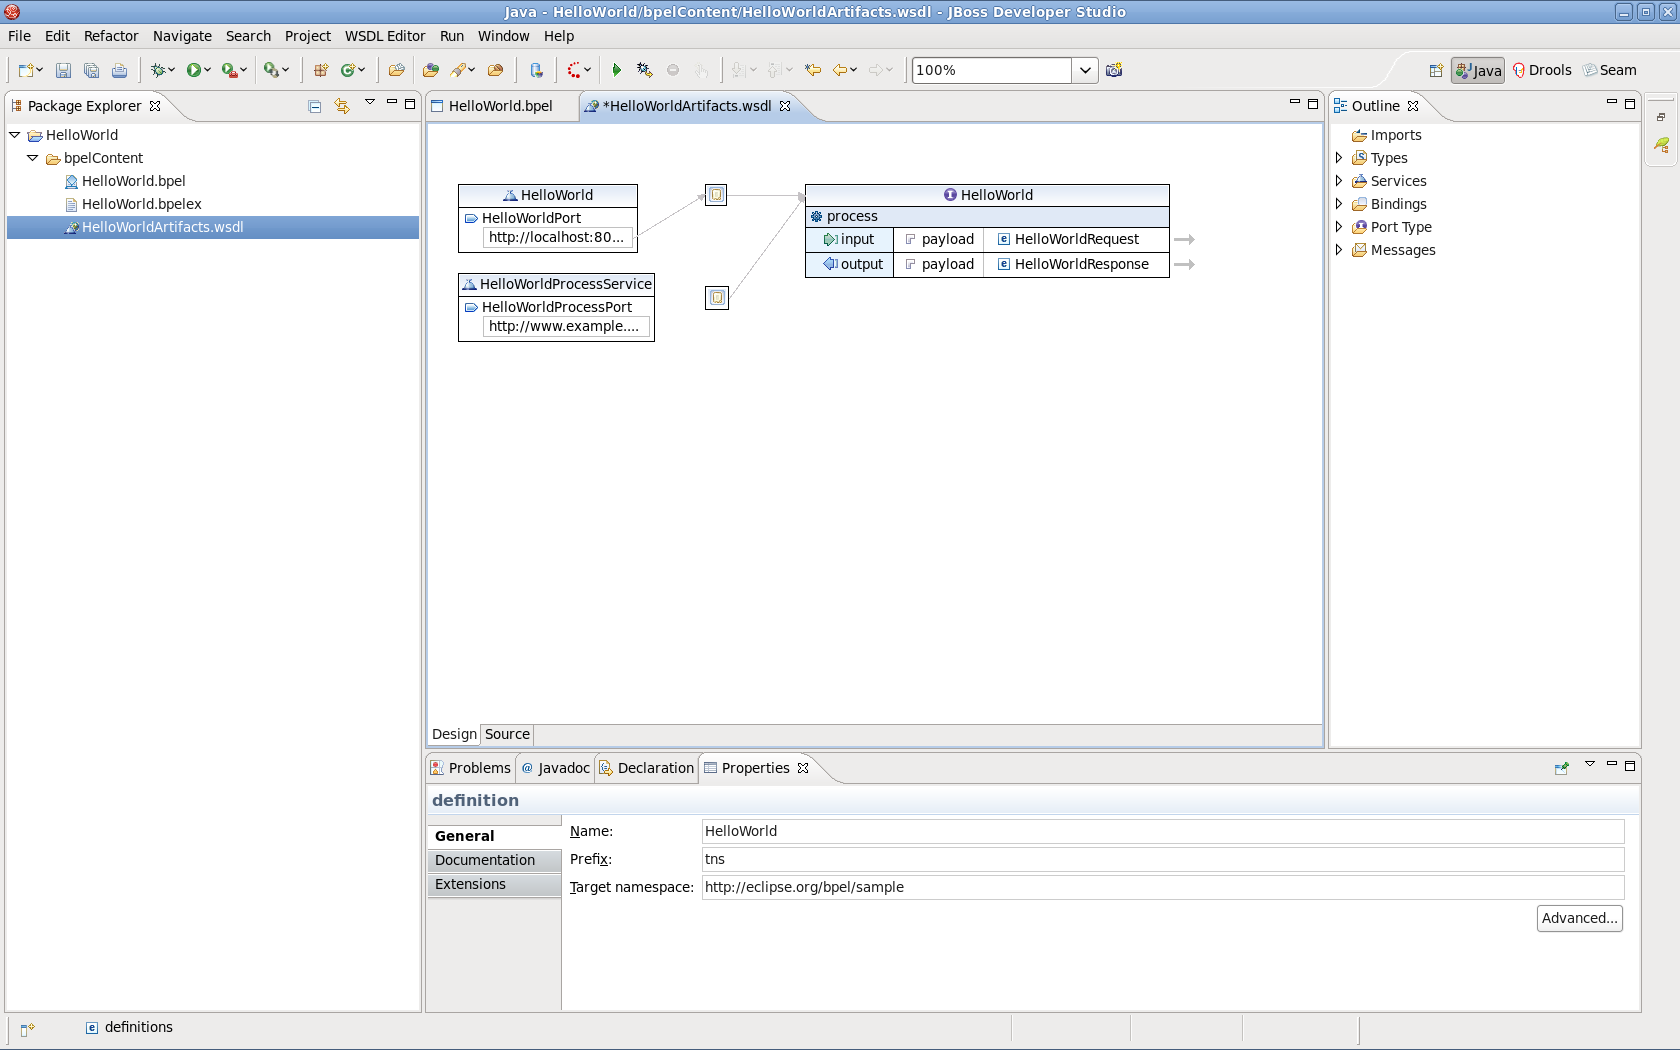 Java - HelloWorld/bpelContent/HelloWorldArtifacts.wsdl - JBoss Developer Studio
File Edit Refactor Navigate Search Project WSDL Editor Run Window Help
100%
Java Drools Seam
Package Explorer
HelloWorld
bpelContent
HelloWorld.bpel
HelloWorld.bpelex
HelloWorldArtifacts.wsdl
HelloWorld.bpel *HelloWorldArtifacts.wsdl
HelloWorld
HelloWorldPort
http://localhost:80...
HelloWorldProcessService
HelloWorldProcessPort
http://www.example....
HelloWorld
process
input payload HelloWorldRequest
output payload HelloWorldResponse
Design Source
Outline
Imports
Types
Services
Bindings
Port Type
Messages
Problems @ Javadoc Declaration Properties
definition
General
Documentation
Extensions
Name: HelloWorld
Prefix: tns
Target namespace: http://eclipse.org/bpel/sample
Advanced...
definitions